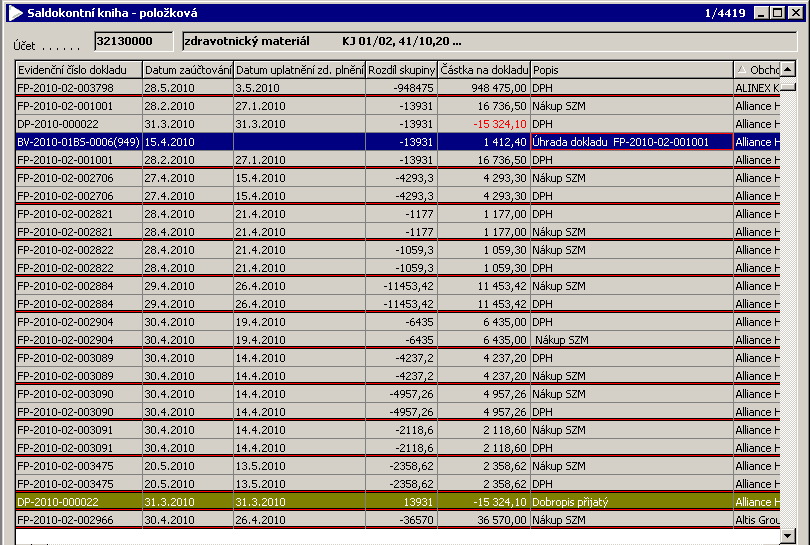 Saldokontní kniha - položková 1/4419
Účet . . . . . . 32130000 zdravotnický materiál KJ 01/02, 41/10,20 ...
Evidenční číslo dokladu Datum zaúčtování Datum uplatnění zd. plnění Rozdíl skupiny Částka na dokladu Popis Obcho
FP-2010-02-003798 28.5.2010 3.5.2010 -948475 948 475,00 DPH ALINEX K
FP-2010-02-001001 28.2.2010 27.1.2010 -13931 16 736,50 Nákup SZM Alliance H
DP-2010-000022 31.3.2010 31.3.2010 -13931 -15 324,10 DPH Alliance H
BV-2010-01BS-0006(949) 15.4.2010 -13931 1 412,40 Úhrada dokladu FP-2010-02-001001 Alliance H
FP-2010-02-001001 28.2.2010 27.1.2010 -13931 16 736,50 DPH Alliance H
FP-2010-02-002706 27.4.2010 15.4.2010 -4293,3 4 293,30 Nákup SZM Alliance H
FP-2010-02-002706 27.4.2010 15.4.2010 -4293,3 4 293,30 DPH Alliance H
FP-2010-02-002821 28.4.2010 21.4.2010 -1177 1 177,00 DPH Alliance H
FP-2010-02-002821 28.4.2010 21.4.2010 -1177 1 177,00 Nákup SZM Alliance H
FP-2010-02-002822 28.4.2010 21.4.2010 -1059,3 1 059,30 Nákup SZM Alliance H
FP-2010-02-002822 28.4.2010 21.4.2010 -1059,3 1 059,30 DPH Alliance H
FP-2010-02-002884 29.4.2010 26.4.2010 -11453,42 11 453,42 Nákup SZM Alliance H
FP-2010-02-002884 29.4.2010 26.4.2010 -11453,42 11 453,42 DPH Alliance H
FP-2010-02-002904 30.4.2010 19.4.2010 -6435 6 435,00 DPH Alliance H
FP-2010-02-002904 30.4.2010 19.4.2010 -6435 6 435,00 Nákup SZM Alliance H
FP-2010-02-003089 30.4.2010 14.4.2010 -4237,2 4 237,20 DPH Alliance H
FP-2010-02-003089 30.4.2010 14.4.2010 -4237,2 4 237,20 Nákup SZM Alliance H
FP-2010-02-003090 30.4.2010 14.4.2010 -4957,26 4 957,26 Nákup SZM Alliance H
FP-2010-02-003090 30.4.2010 14.4.2010 -4957,26 4 957,26 DPH Alliance H
FP-2010-02-003091 30.4.2010 14.4.2010 -2118,6 2 118,60 Nákup SZM Alliance H
FP-2010-02-003091 30.4.2010 14.4.2010 -2118,6 2 118,60 DPH Alliance H
FP-2010-02-003475 20.5.2010 13.5.2010 -2358,62 2 358,62 Nákup SZM Alliance H
FP-2010-02-003475 20.5.2010 13.5.2010 -2358,62 2 358,62 DPH Alliance H
DP-2010-000022 31.3.2010 31.3.2010 13931 -15 324,10 Dobropis přijatý Alliance H
FP-2010-02-002966 30.4.2010 26.4.2010 -36570 36 570,00 Nákup SZM Altis Grou